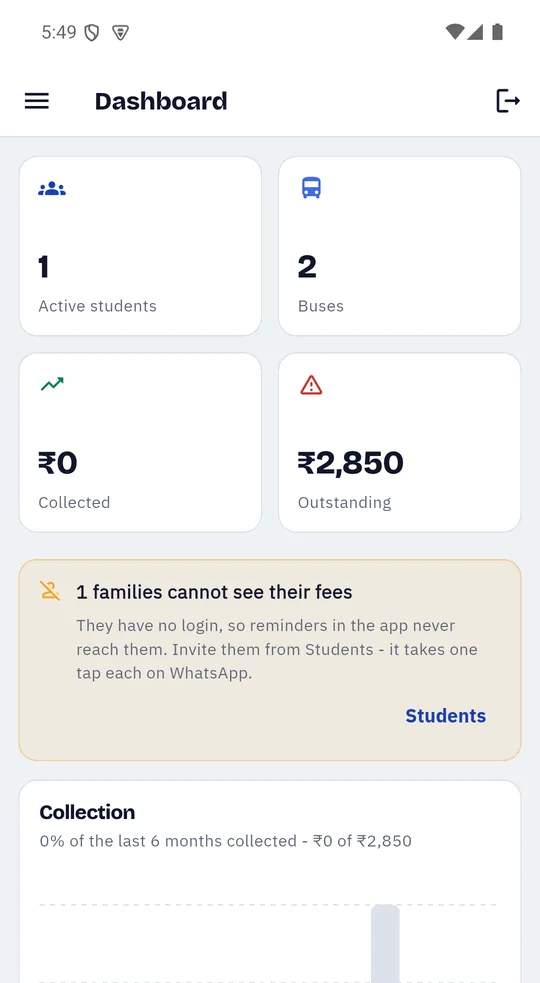 5:49
Dashboard
1
Active students
2
Buses
₹0
Collected
₹2,850
Outstanding
1 families cannot see their fees
They have no login, so reminders in the app never
reach them. Invite them from Students - it takes one
tap each on WhatsApp.
Students
Collection
0% of the last 6 months collected - ₹0 of ₹2,850